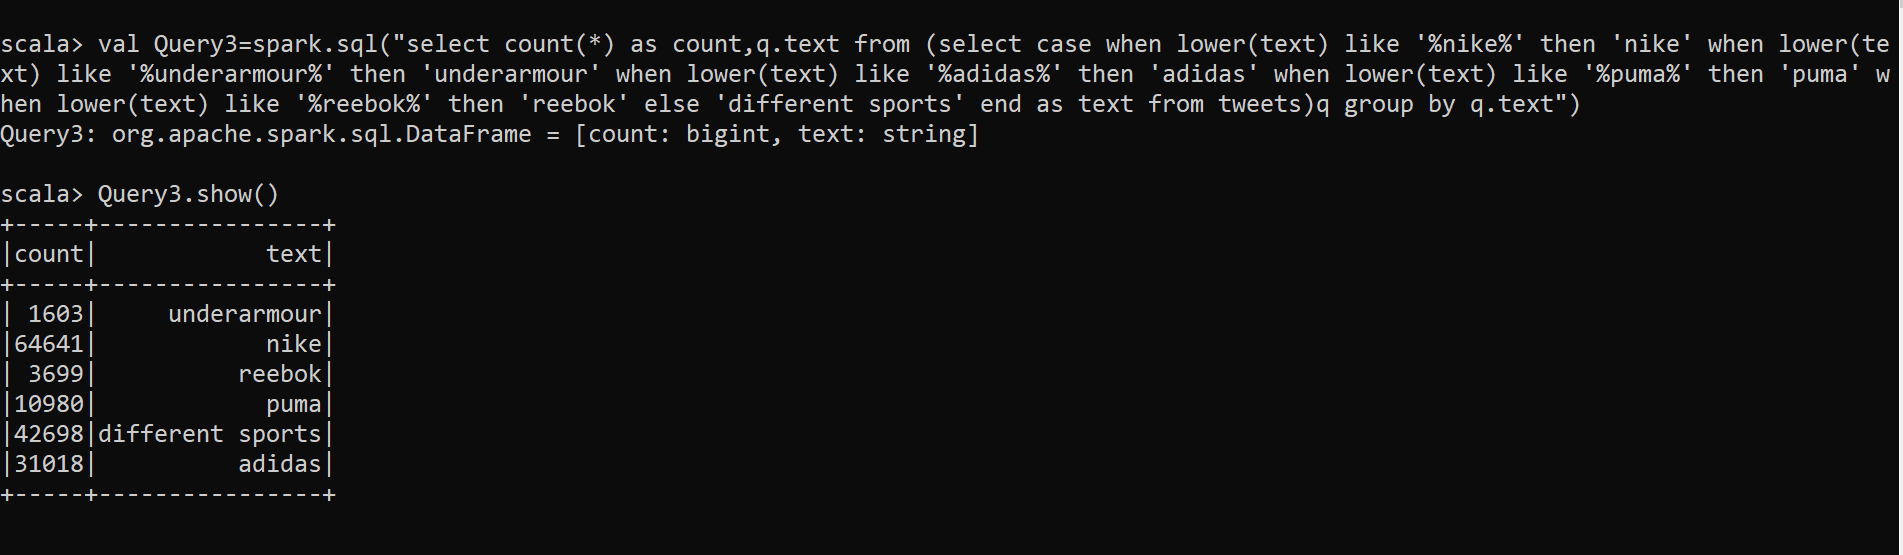 scala> val Query3=spark.sql("select count(*) as count,q.text from (select case when lower(text) like '%nike%' then 'nike' when lower(te
xt) like '%underarmour%' then 'underarmour' when lower(text) like '%adidas%' then 'adidas' when lower(text) like '%puma%' then 'puma' w
hen lower(text) like '%reebok%' then 'reebok' else 'different sports' end as text from tweets)q group by q.text")
Query3: org.apache.spark.sql.DataFrame = [count: bigint, text: string]
scala> Query3.show()
+-----+----------------+
|count|            text|
+-----+----------------+
| 1603|     underarmour|
|64641|            nike|
| 3699|          reebok|
|10980|            puma|
|42698|different sports|
|31018|          adidas|
+-----+----------------+